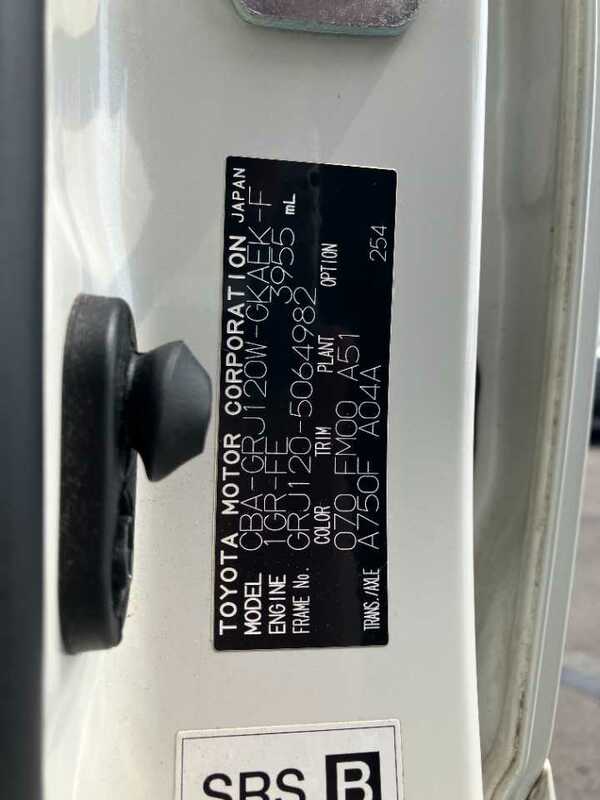 TOYOTA MOTOR CORPORATION JAPAN
MODEL CBA-GRJ120W-GKAEK-F
ENGINE 1GR-FE 3955 mL
FRAME No. GRJ120-5064982
COLOR TRIM PLANT OPTION
070 FM00 A51 254
TRANS./AXLE A750F A04A
SRS B